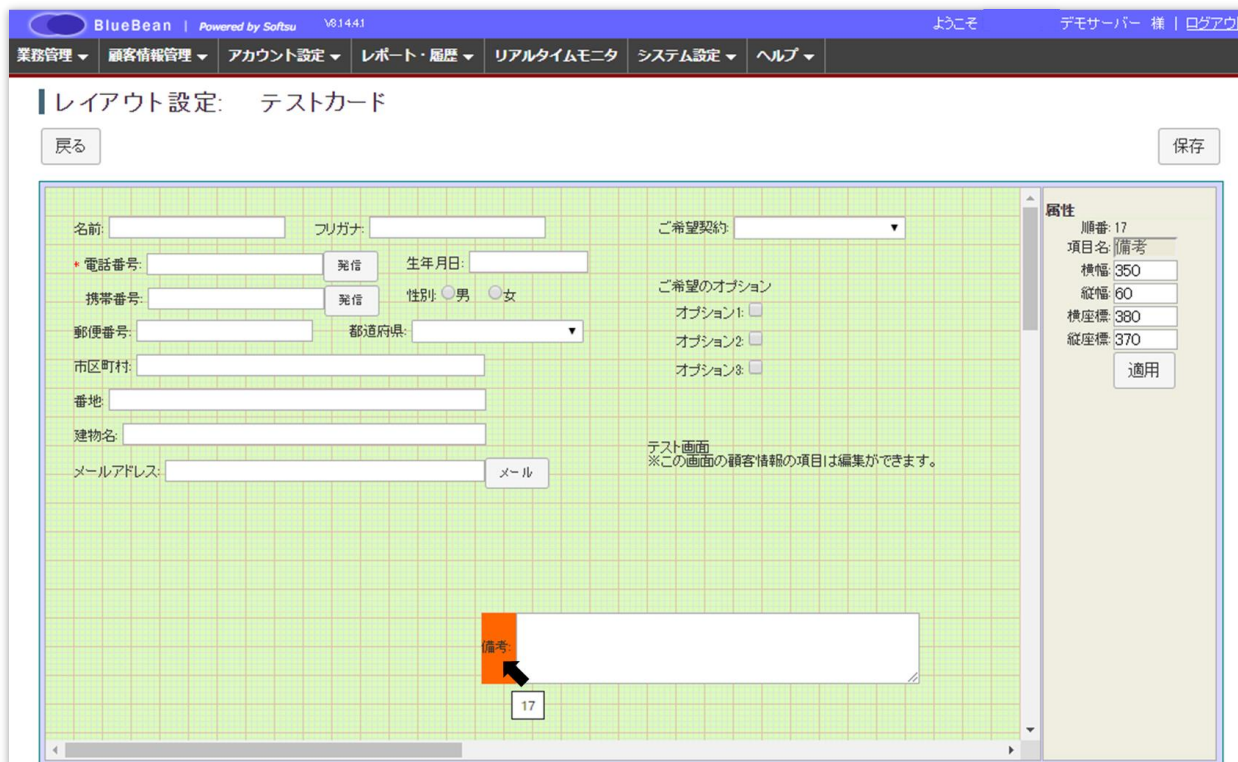 BlueBean | Powered by Softsu V8.14.4.1 ようこそ デモサーバー 様 | ログアウ
業務管理 顧客情報管理 アカウント設定 レポート・履歴 リアルタイムモニタ システム設定 ヘルプ
レイアウト設定: テストカード
戻る 保存
属性
順番: 17
項目名: 備考
横幅: 350
縦幅: 60
横座標: 380
縦座標: 370
適用
名前: フリガナ: ご希望契約:
* 電話番号: 発信 生年月日:
携帯番号: 発信 性別: 男 女
ご希望のオプション
オプション1:
郵便番号: 都道府県:
オプション2:
市区町村:
オプション3:
番地:
建物名:
テスト画面
※この画面の顧客情報の項目は編集ができます。
メールアドレス: メール
備考:
17